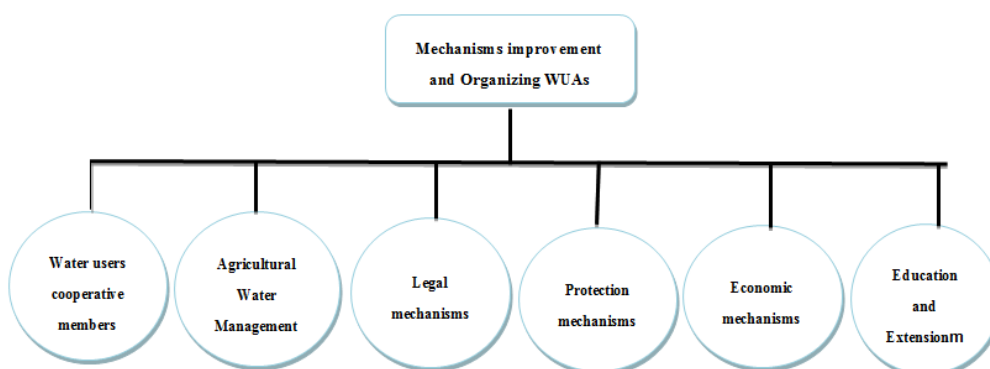 Mechanisms improvement
and Organizing WUAs
Water users
cooperative
members
Agricultural
Water
Management
Legal
mechanisms
Protection
mechanisms
Economic
mechanisms
Education
and
Extensionm